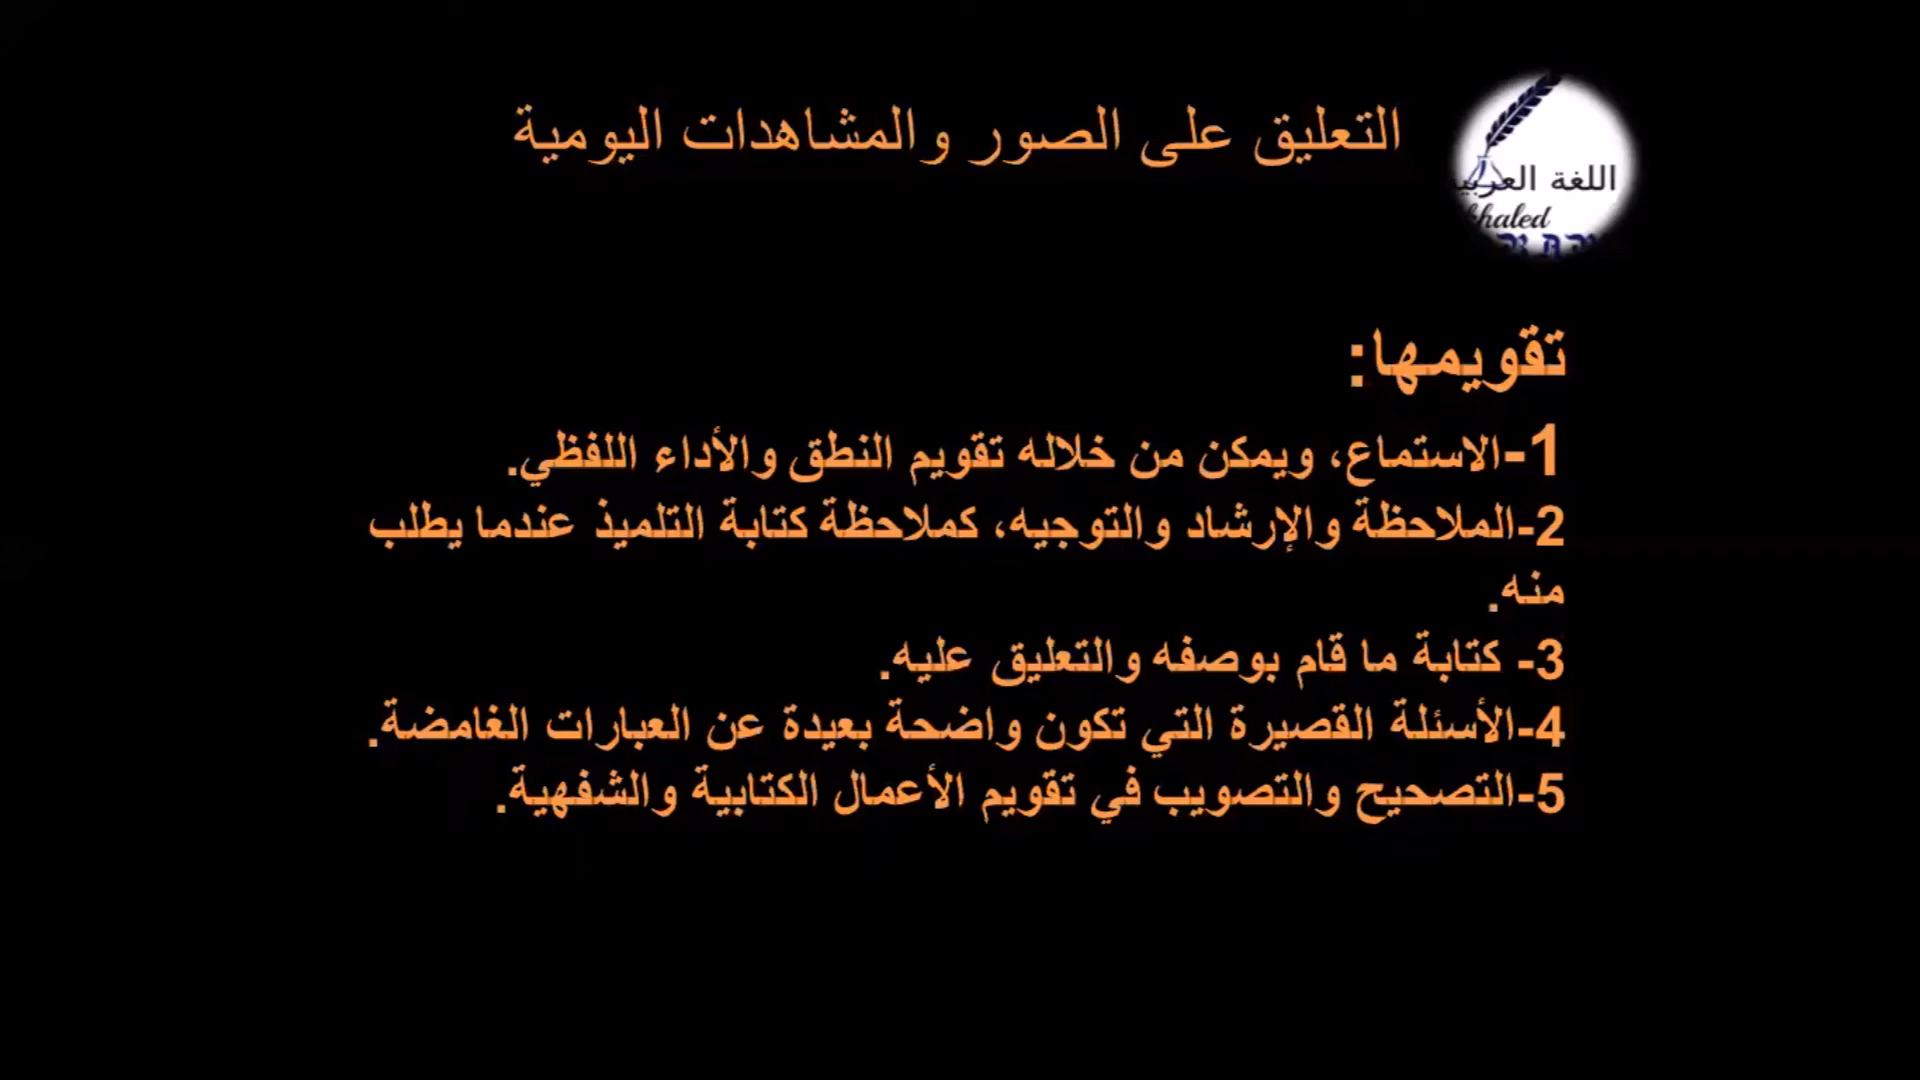 التعليق على الصور والمشاهدات اليومية
اللغة العربية
khaled
تقويمها:
1-الاستماع، ويمكن من خلاله تقويم النطق والأداء اللفظي.
2-الملاحظة والإرشاد والتوجيه، كملاحظة كتابة التلميذ عندما يطلب
منه.
3- كتابة ما قام بوصفه والتعليق عليه.
4-الأسئلة القصيرة التي تكون واضحة بعيدة عن العبارات الغامضة.
5-التصحيح والتصويب في تقويم الأعمال الكتابية والشفهية.